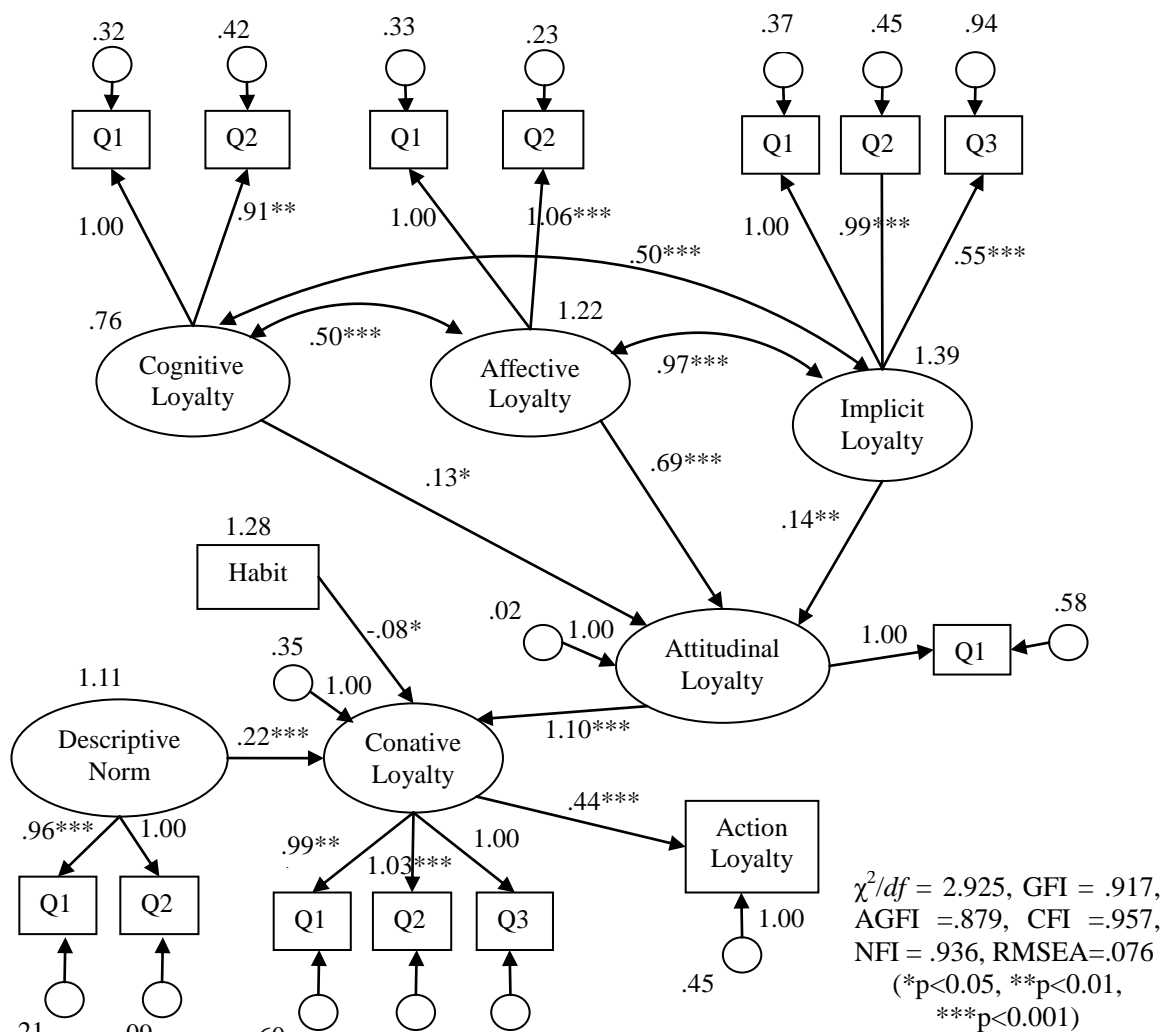 .32 .42 .33 .23 .37 .45 .94
Q1 Q2 Q1 Q2 Q1 Q2 Q3
1.00 .91** 1.00 1.06*** 1.00 .99*** .55***
.50***
.76 .50*** 1.22 .97*** 1.39
Cognitive
Loyalty
Affective
Loyalty
Implicit
Loyalty
.13* .69*** .14**
1.28
Habit
-.08*
.02 1.00
Attitudinal
Loyalty
1.00 Q1 .58
.35 1.00
1.11
Descriptive
Norm
.22***
Conative
Loyalty
1.10***
.44***
Action
Loyalty
.96*** 1.00
.99** 1.03*** 1.00
Q1 Q2
Q1 Q2 Q3
1.00
.45
χ²/df = 2.925, GFI = .917,
AGFI =.879, CFI =.957,
NFI = .936, RMSEA=.076
(*p<0.05, **p<0.01,
***p<0.001)